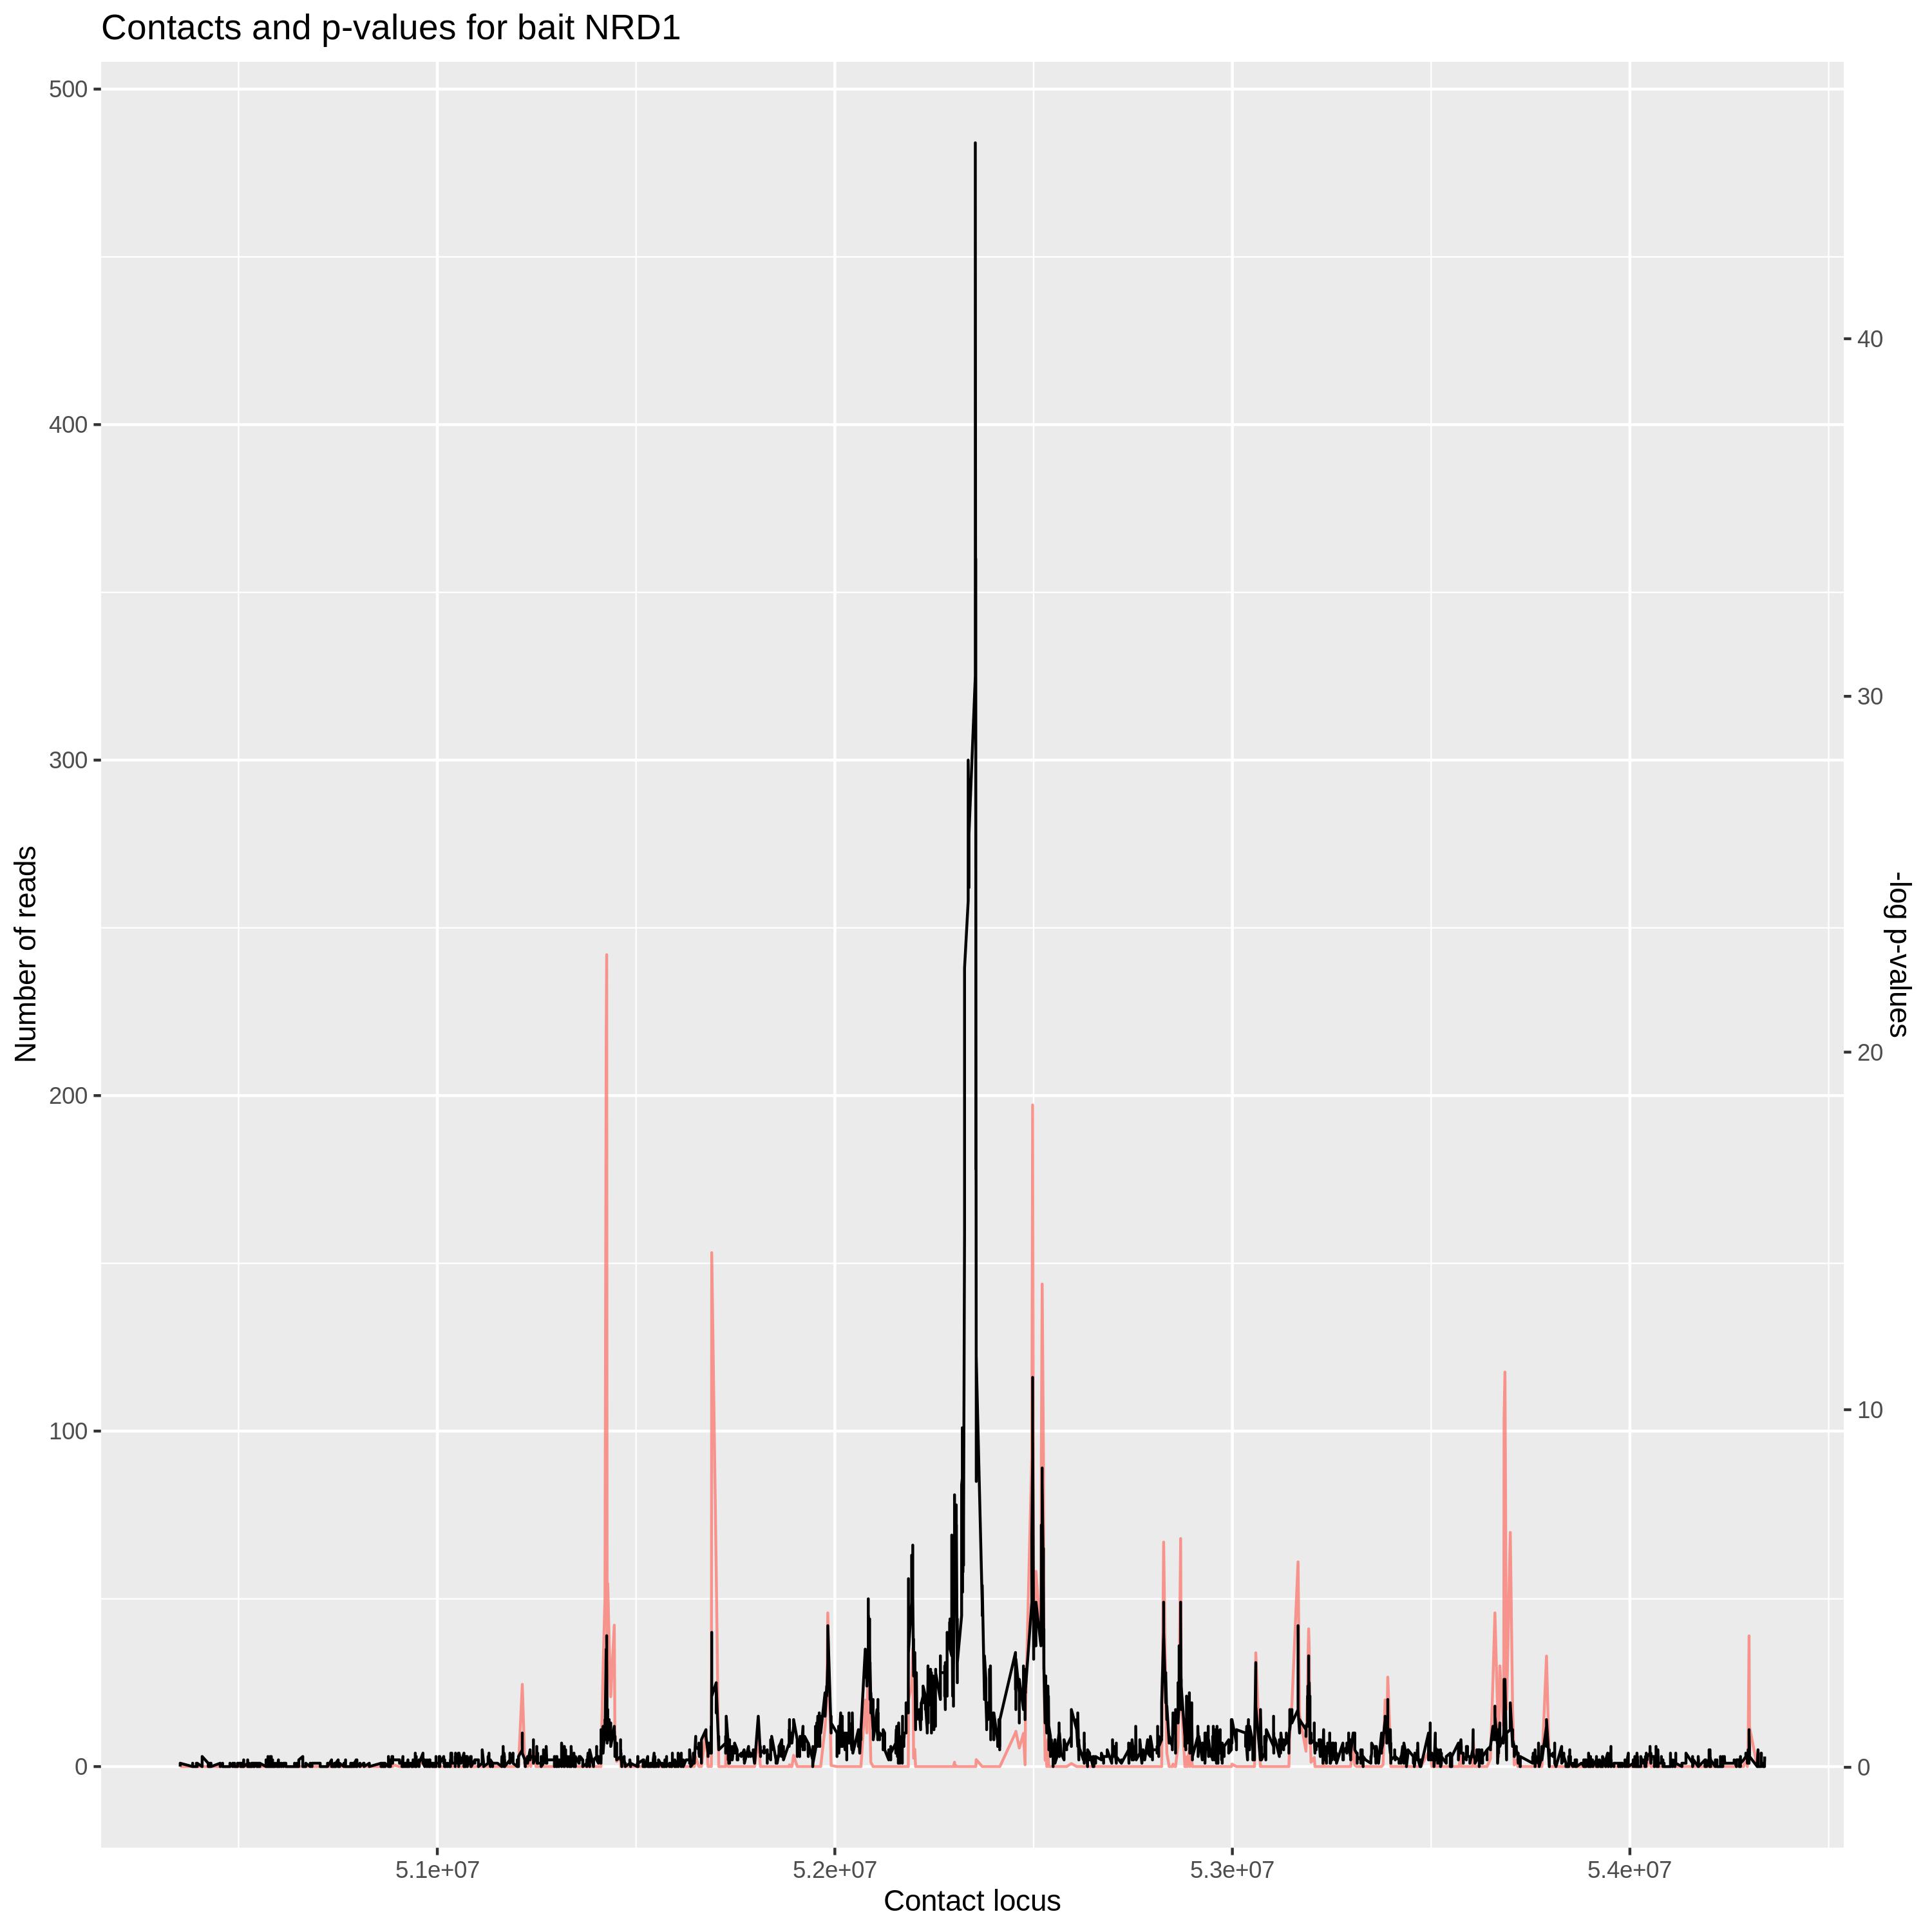 Contacts and p-values for bait NRD1
500
400
300
200
100
0
Number of reads
40
30
20
10
0
-log p-values
5.1e+07 5.2e+07 5.3e+07 5.4e+07
Contact locus